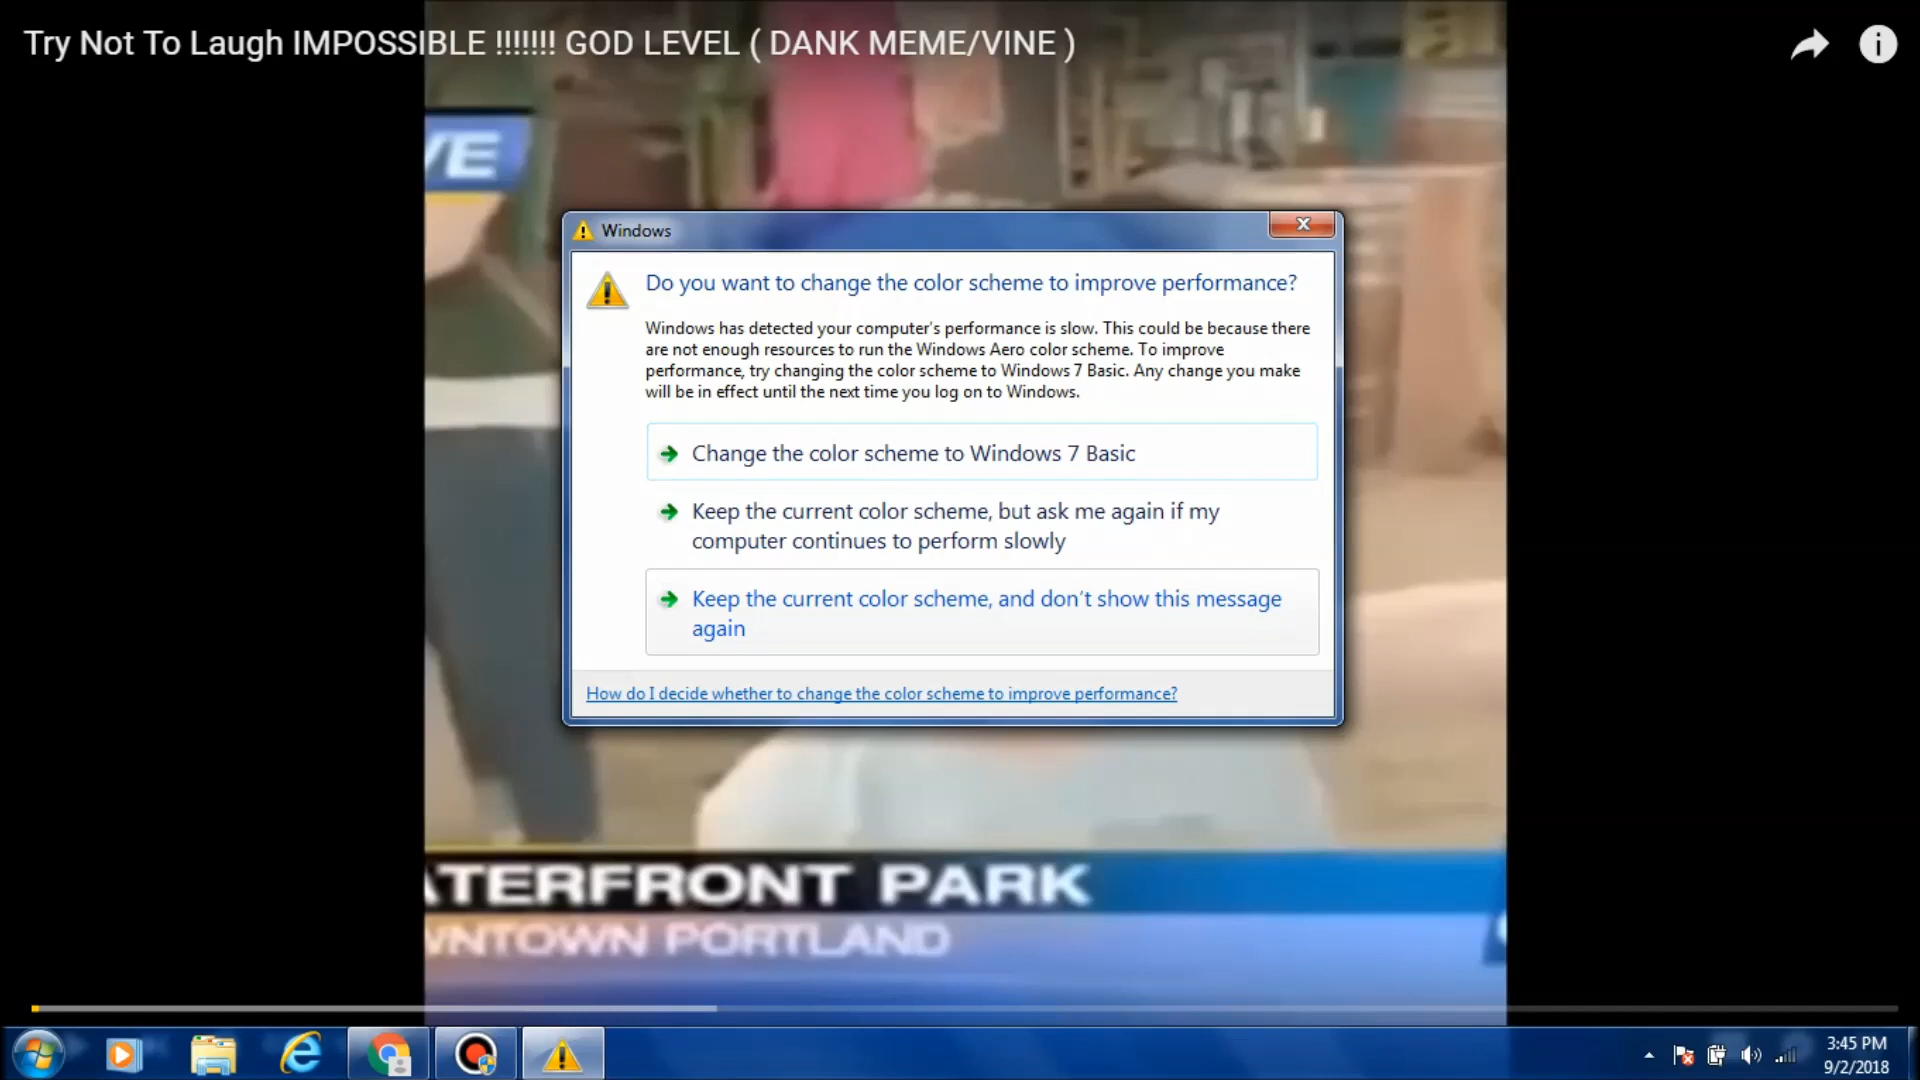 Try Not To Laugh IMPOSSIBLE !!!!!!! GOD LEVEL ( DANK MEME/VINE )
VE
Windows
Do you want to change the color scheme to improve performance?
Windows has detected your computer's performance is slow. This could be because there
are not enough resources to run the Windows Aero color scheme. To improve
performance, try changing the color scheme to Windows 7 Basic. Any change you make
will be in effect until the next time you log on to Windows.
Change the color scheme to Windows 7 Basic
Keep the current color scheme, but ask me again if my
computer continues to perform slowly
Keep the current color scheme, and don't show this message
again
How do I decide whether to change the color scheme to improve performance?
ATERFRONT PARK
WNTOWN PORTLAND
3:45 PM
9/2/2018